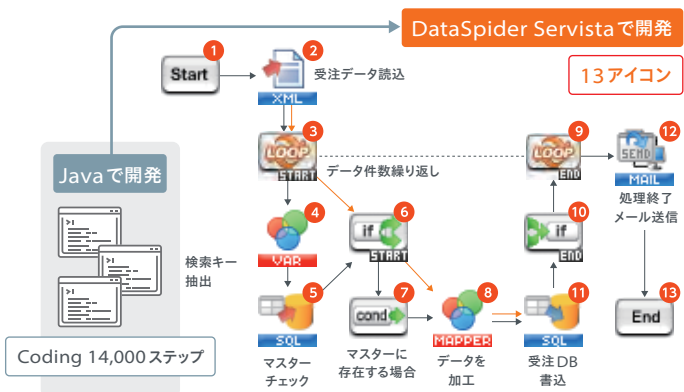 DataSpider Servistaで開発
13アイコン
1
Start
2
XML
受注データ読込
3
LOOP
START
データ件数繰り返し
9
LOOP
END
12
SEND
MAIL
処理終了
メール送信
Javaで開発
検索キー
抽出
4
VAR
6
if
START
10
if
END
5
SQL
マスター
チェック
7
cond
マスターに
存在する場合
8
MAPPER
データを
加工
11
SQL
受注DB
書込
13
End
Coding 14,000ステップ